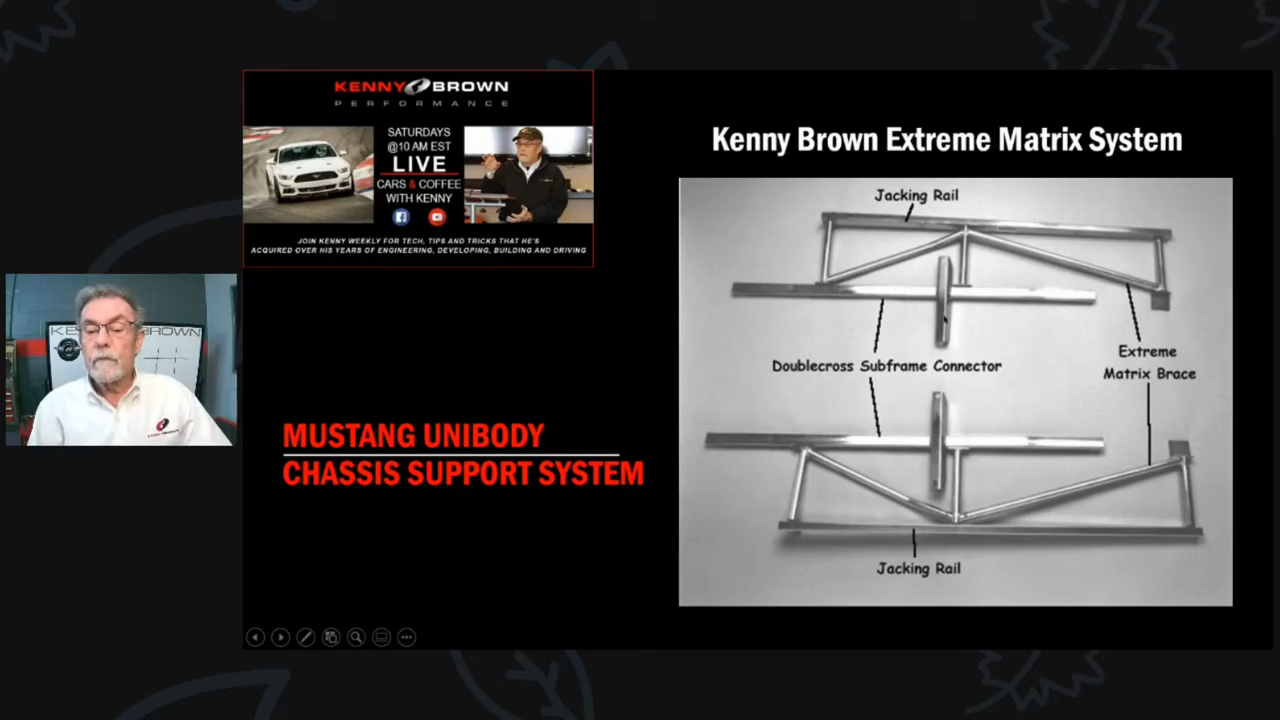 KENNY BROWN
PERFORMANCE
SATURDAYS
@10 AM EST
LIVE
CARS & COFFEE
WITH KENNY
JOIN KENNY WEEKLY FOR TECH, TIPS AND TRICKS THAT HE'S
ACQUIRED OVER HIS YEARS OF ENGINEERING, DEVELOPING, BUILDING AND DRIVING
KENNY BROWN
MUSTANG UNIBODY
CHASSIS SUPPORT SYSTEM
Kenny Brown Extreme Matrix System
Jacking Rail
Doublecross Subframe Connector
Extreme
Matrix Brace
Jacking Rail